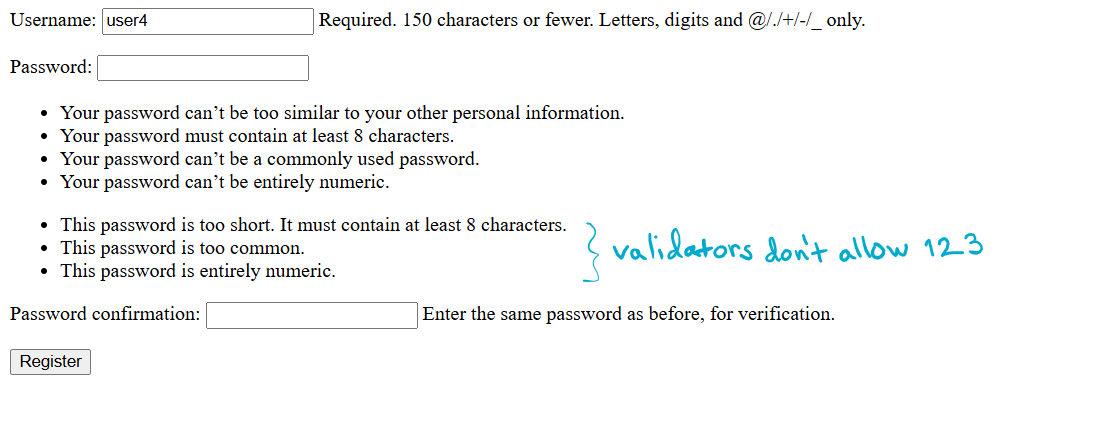 Username: user4 Required. 150 characters or fewer. Letters, digits and @/./+/-/_ only.
Password:
• Your password can’t be too similar to your other personal information.
• Your password must contain at least 8 characters.
• Your password can’t be a commonly used password.
• Your password can’t be entirely numeric.
• This password is too short. It must contain at least 8 characters.
• This password is too common.
• This password is entirely numeric.
} validators don't allow 123
Password confirmation: Enter the same password as before, for verification.
Register